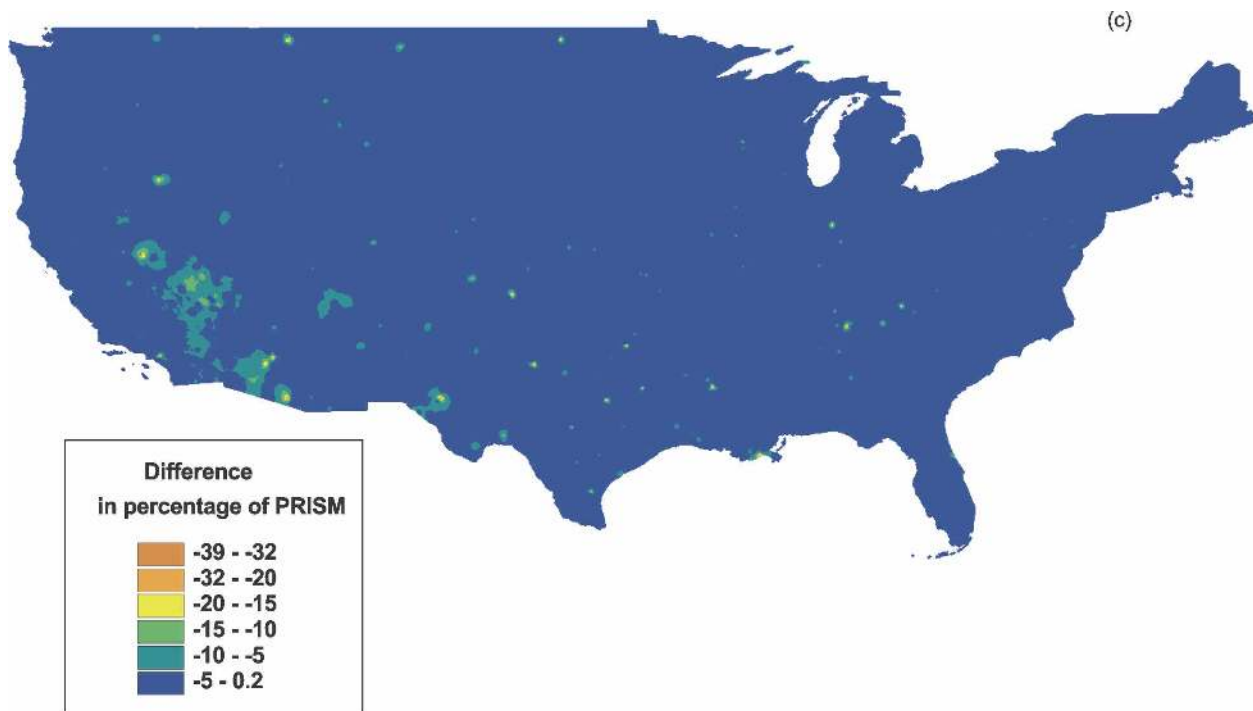 (c)
Difference
in percentage of PRISM
-39 - -32
-32 - -20
-20 - -15
-15 - -10
-10 - -5
-5 - 0.2